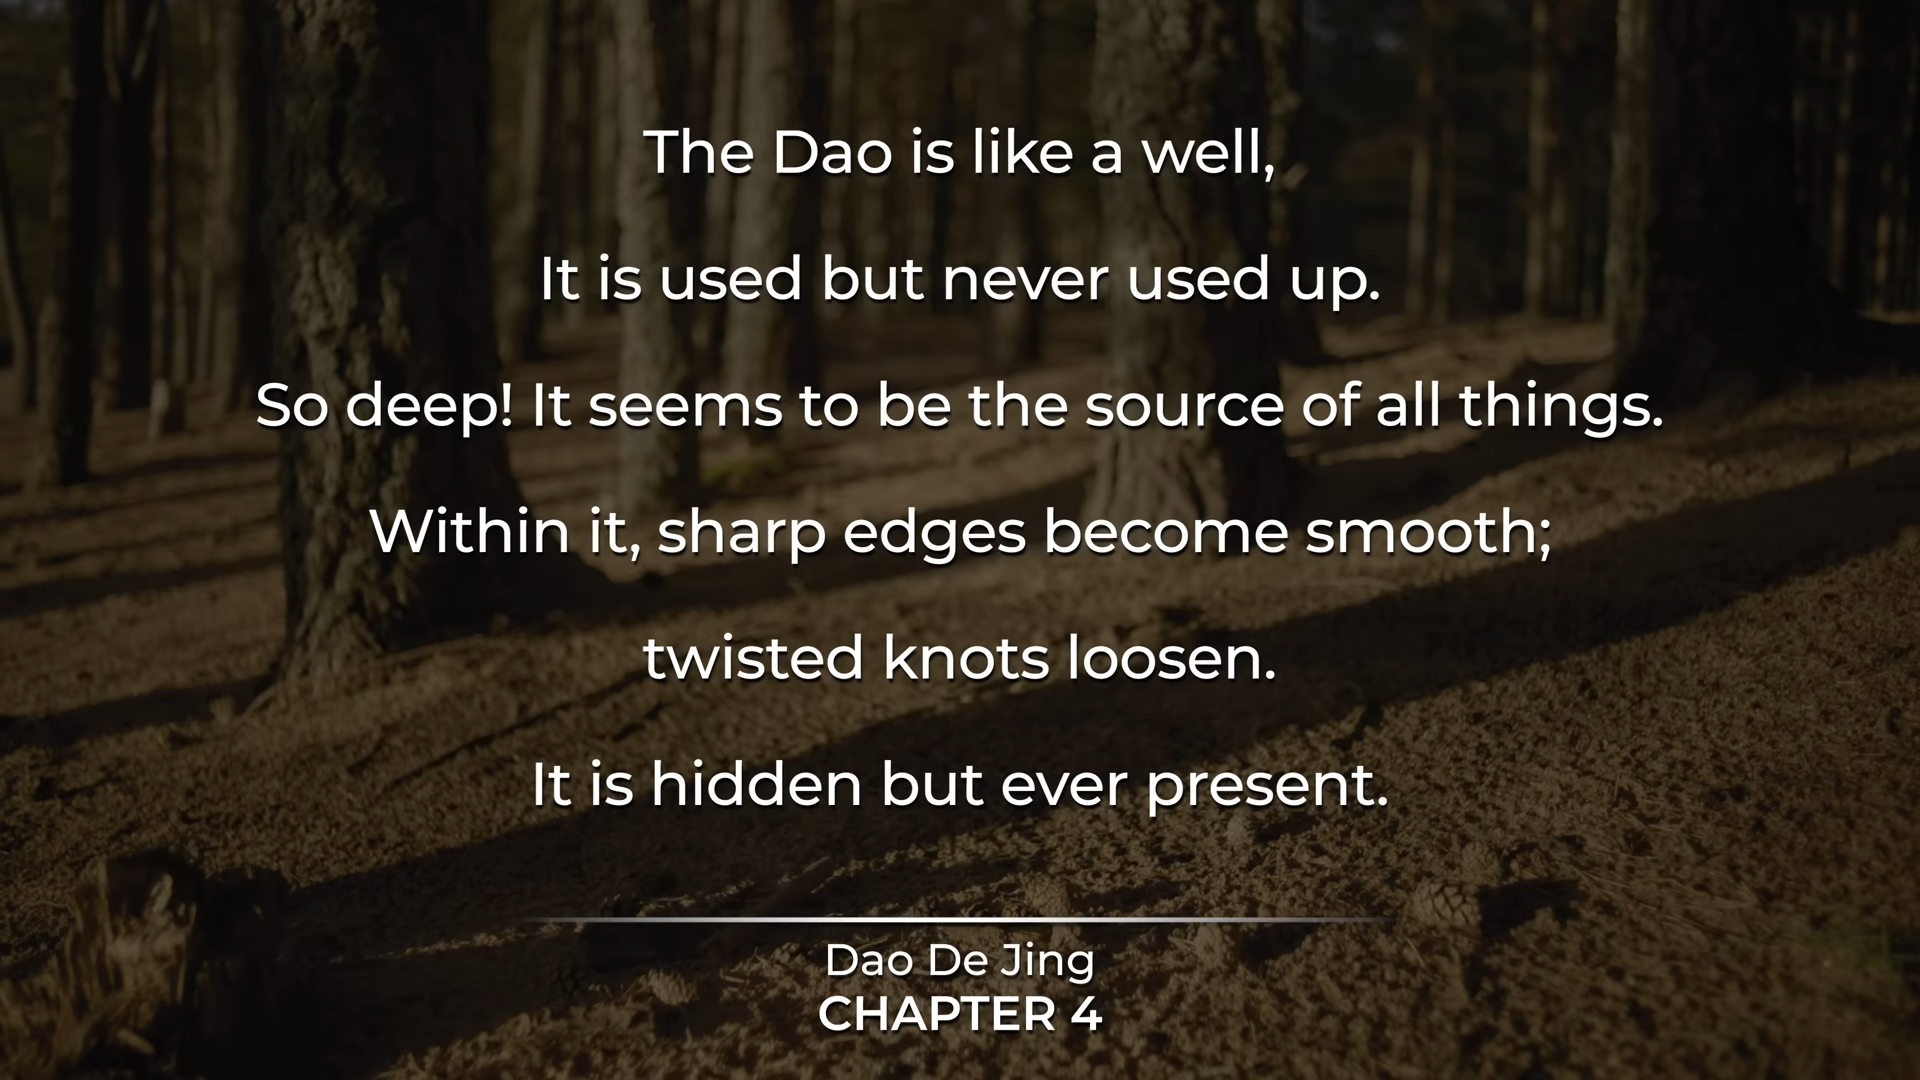 The Dao is like a well,
It is used but never used up.
So deep! It seems to be the source of all things.
Within it, sharp edges become smooth;
twisted knots loosen.
It is hidden but ever present.
Dao De Jing
CHAPTER 4